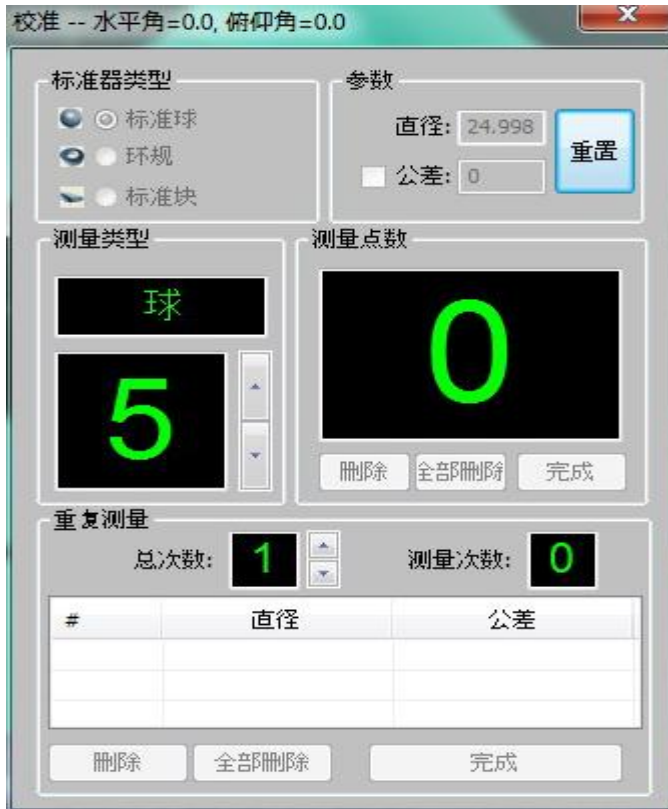 校准 -- 水平角=0.0, 俯仰角=0.0
标准器类型
标准球
环规
标准块
参数
直径: 24.998
公差: 0
重置
测量类型
球
5
测量点数
0
删除 全部删除 完成
重复测量
总次数: 1 测量次数: 0
# 直径 公差
删除 全部删除 完成